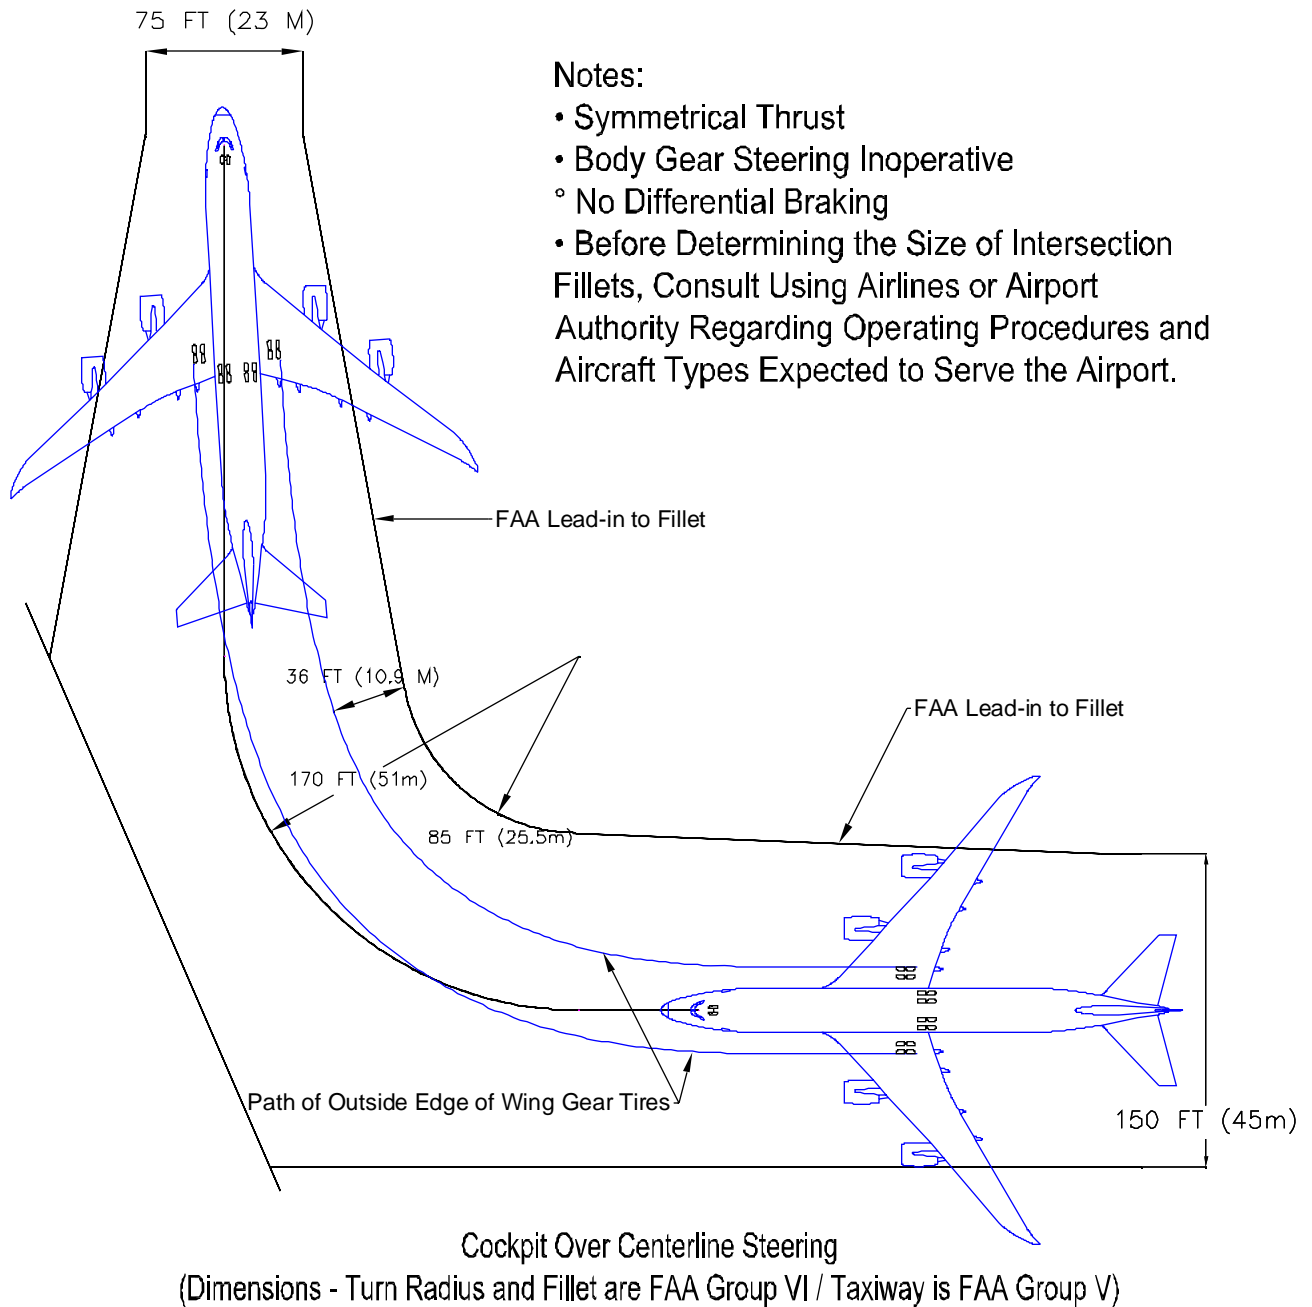 75 FT (23 M)
Notes:
• Symmetrical Thrust
• Body Gear Steering Inoperative
° No Differential Braking
• Before Determining the Size of Intersection
Fillets, Consult Using Airlines or Airport
Authority Regarding Operating Procedures and
Aircraft Types Expected to Serve the Airport.
FAA Lead-in to Fillet
36 FT (10.9 M)
FAA Lead-in to Fillet
170 FT (51m)
85 FT (25.5m)
Path of Outside Edge of Wing Gear Tires
150 FT (45m)
Cockpit Over Centerline Steering
(Dimensions - Turn Radius and Fillet are FAA Group VI / Taxiway is FAA Group V)